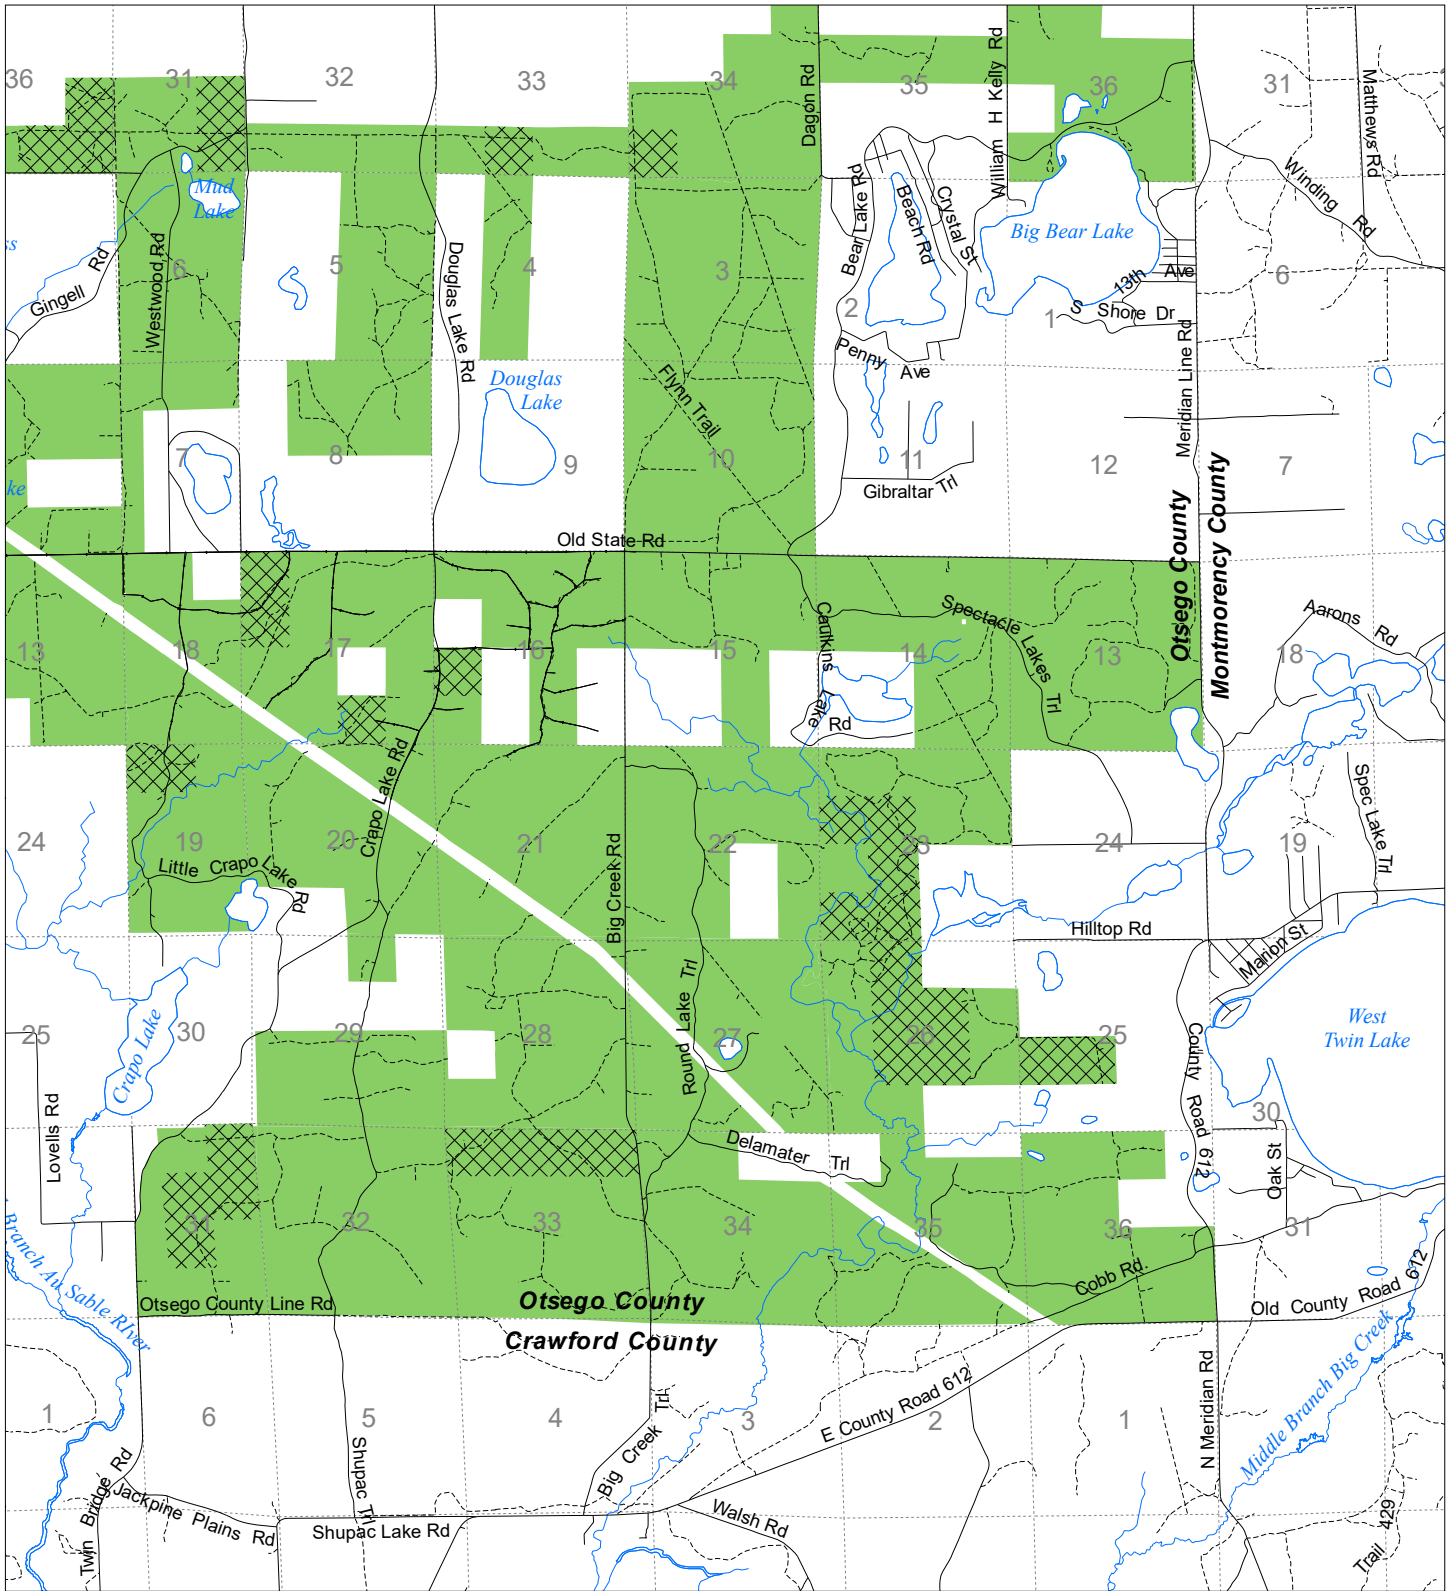 36
31
32
33
34
35
36
31
Dagon Rd
William H Kelly Rd
Matthews Rd
Mud
Lake
Bear Lake Rd
Beach Rd
Crystal St
Big Bear Lake
Winding Rd
ss
Gingell Rd
Westwood Rd
6
5
Douglas Lake Rd
4
3
2
1
13th Ave
S Shore Dr
6
Meridian Line Rd
Penny Ave
Douglas
Lake
Flynn Trail
7
8
9
10
11
12
7
ke
Gibraltar Trl
Old State Rd
Otsego County
Montmorency County
13
18
17
16
15
Caulkins Lake Rd
14
Spectacle Lakes Trl
13
18
Aarons Rd
24
19
20
Crapo Lake Rd
21
Big Creek Rd
22
23
24
19
Spec Lake Trl
Little Crapo Lake Rd
Hilltop Rd
Marion St
25
30
29
28
Round Lake Trl
27
26
25
County Road 612
West
Twin Lake
Crapo Lake
Lovells Rd
30
Delamater Trl
Oak St
31
32
33
34
35
36
31
Branch Au Sable RIver
Otsego County Line Rd
Otsego County
Crawford County
Cobb Rd.
Old County Road 612
1
6
5
4
3
2
1
E County Road 612
N Meridian Rd
Middle Branch Big Creek
Shupac Trl
Big Creek Trl
Twin Bridge Rd
Jackpine Plains Rd
Shupac Lake Rd
Walsh Rd
Trail 429